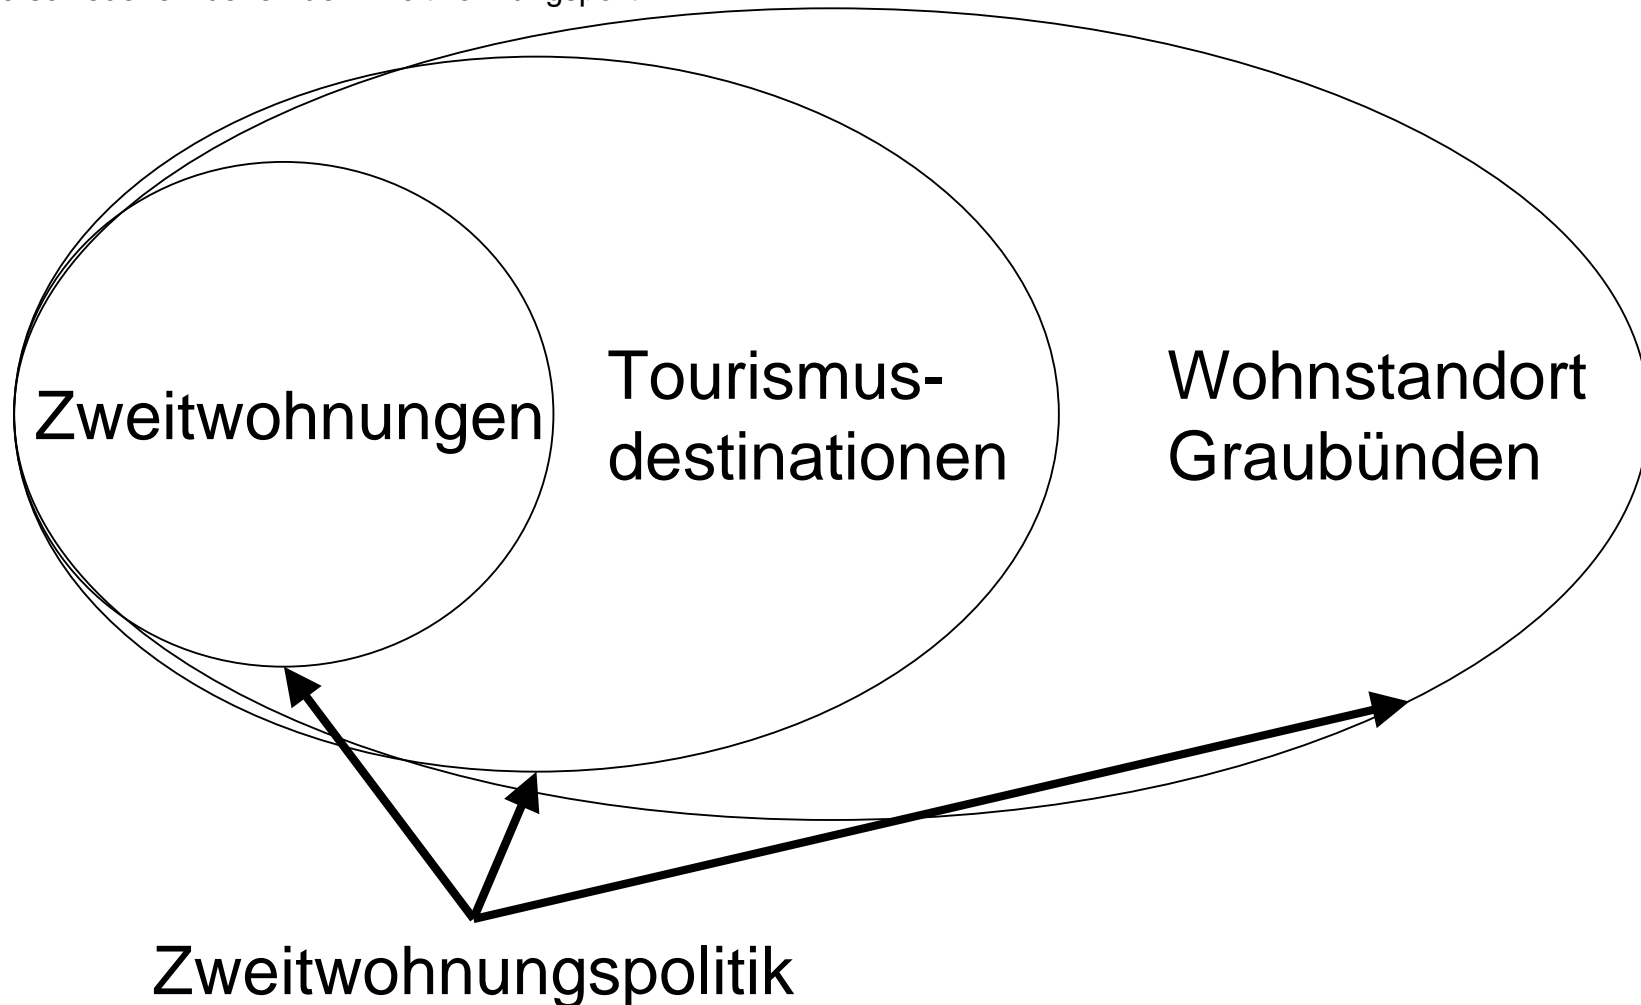 Zweitwohnungen
Tourismus-
destinationen
Wohnstandort
Graubünden
Zweitwohnungspolitik